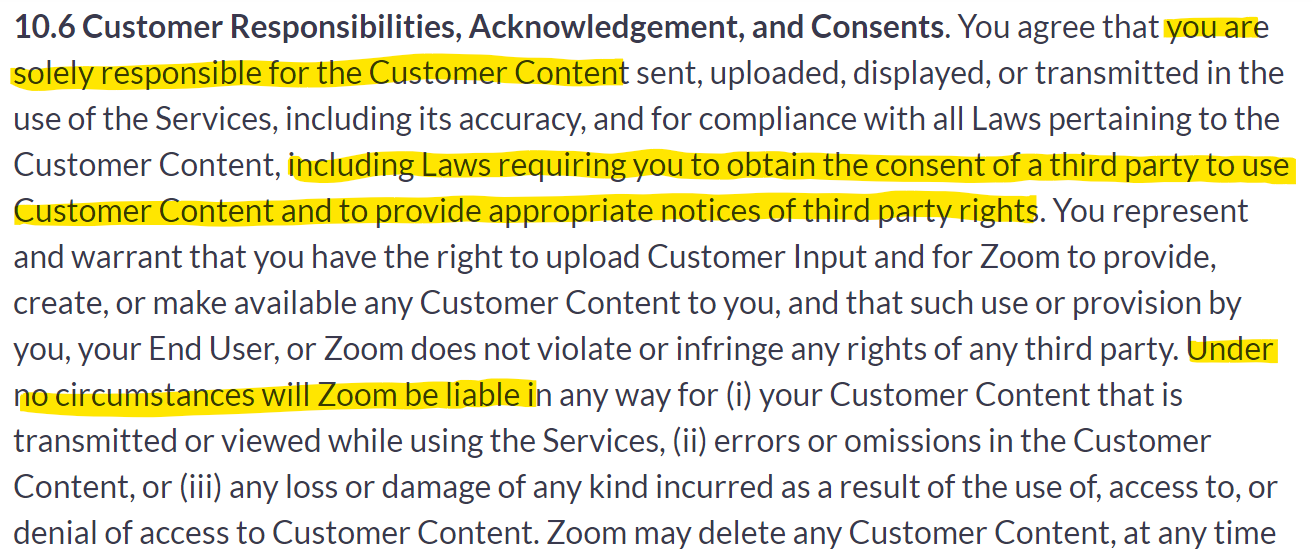 10.6 Customer Responsibilities, Acknowledgement, and Consents. You agree that you are
solely responsible for the Customer Content sent, uploaded, displayed, or transmitted in the
use of the Services, including its accuracy, and for compliance with all Laws pertaining to the
Customer Content, including Laws requiring you to obtain the consent of a third party to use
Customer Content and to provide appropriate notices of third party rights. You represent
and warrant that you have the right to upload Customer Input and for Zoom to provide,
create, or make available any Customer Content to you, and that such use or provision by
you, your End User, or Zoom does not violate or infringe any rights of any third party. Under
no circumstances will Zoom be liable in any way for (i) your Customer Content that is
transmitted or viewed while using the Services, (ii) errors or omissions in the Customer
Content, or (iii) any loss or damage of any kind incurred as a result of the use of, access to, or
denial of access to Customer Content. Zoom may delete any Customer Content, at any time